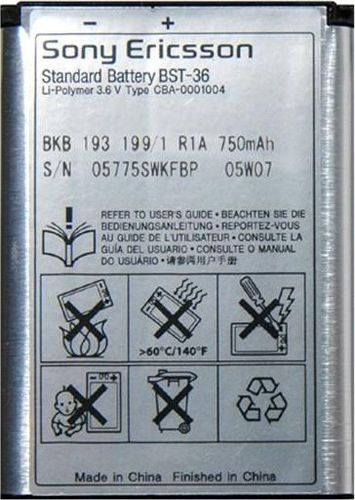 - +
Sony Ericsson
Standard Battery BST-36
Li-Polymer 3.6 V Type CBA-0001004
BKB 193 199/1 R1A 750mAh
S/N 05775SWKFBP 05W07
REFER TO USER'S GUIDE • BEACHTEN SIE DIE
BEDIENUNGSANLEITUNG • REPORTEZ-VOUS
AU GUIDE DE L'UTILISATEUR • CONSULTE LA
GUÍA DEL USUARIO • CONSULTE O MANUAL
DO USUÁRIO • 请参阅用户手册
>60°C/140°F
Made in China Finished in China